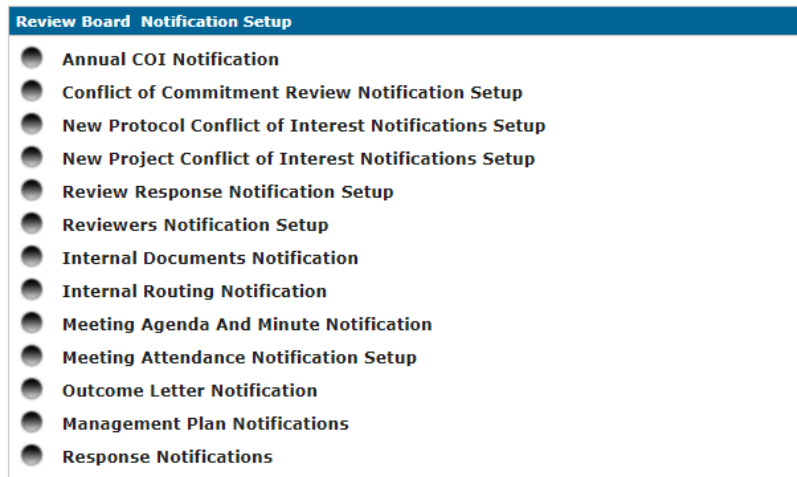 Review Board  Notification Setup
Annual COI Notification
Conflict of Commitment Review Notification Setup
New Protocol Conflict of Interest Notifications Setup
New Project Conflict of Interest Notifications Setup
Review Response Notification Setup
Reviewers Notification Setup
Internal Documents Notification
Internal Routing Notification
Meeting Agenda And Minute Notification
Meeting Attendance Notification Setup
Outcome Letter Notification
Management Plan Notifications
Response Notifications